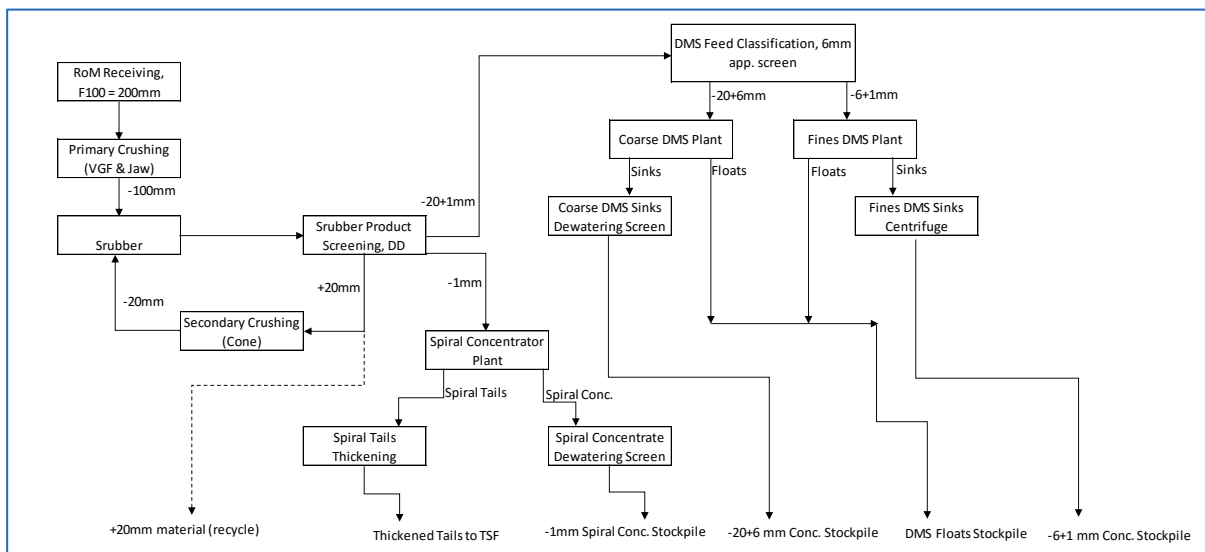 DMS Feed Classification, 6mm
app. screen
RoM Receiving,
F100 = 200mm
-20+6mm
-6+1mm
Primary Crushing
(VGF & Jaw)
Coarse DMS Plant
Fines DMS Plant
-100mm
Sinks
Floats
Floats
Sinks
-20+1mm
Srubber
Srubber Product
Screening, DD
Coarse DMS Sinks
Dewatering Screen
Fines DMS Sinks
Centrifuge
+20mm
-1mm
-20mm
Secondary Crushing
(Cone)
Spiral Concentrator
Plant
Spiral Tails
Spiral Conc.
Spiral Tails
Thickening
Spiral Concentrate
Dewatering Screen
+20mm material (recycle)
Thickened Tails to TSF
-1mm Spiral Conc. Stockpile
-20+6 mm Conc. Stockpile
DMS Floats Stockpile
-6+1 mm Conc. Stockpile